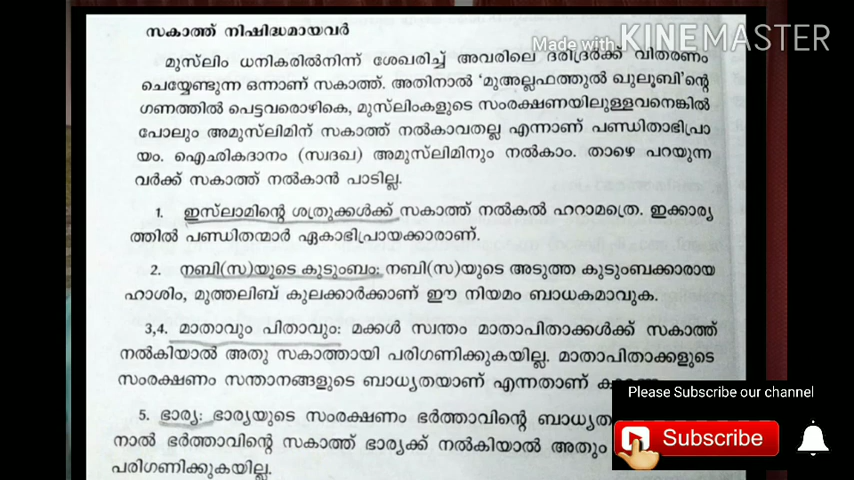 Made with KINEMASTER
സകാത്ത് നിഷിദ്ധമായവർ
മുസ്‌ലിം ധനികരിൽനിന്ന് ശേഖരിച്ച് അവരിലെ ദരിദ്രർക്ക് വിതരണം
ചെയ്യേണ്ടുന്ന ഒന്നാണ് സകാത്ത്. അതിനാൽ ‘മുഅല്ലഫത്തുൽ ഖുലൂബി’ന്റെ
ഗണത്തിൽ പെട്ടവരൊഴികെ, മുസ്‌ലിംകളുടെ സംരക്ഷണയിലുള്ളവനെങ്കിൽ
പോലും അമുസ്‌ലിമിന് സകാത്ത് നൽകാവതല്ല എന്നാണ് പണ്ഡിതാഭിപ്രാ
യം. ഐഛികദാനം (സ്വദഖ) അമുസ്‌ലിമിനും നൽകാം. താഴെ പറയുന്ന
വർക്ക് സകാത്ത് നൽകാൻ പാടില്ല.
1. ഇസ്‌ലാമിന്റെ ശത്രുക്കൾക്ക് സകാത്ത് നൽകൽ ഹറാമത്രെ. ഇക്കാര്യ
ത്തിൽ പണ്ഡിതന്മാർ ഏകാഭിപ്രായക്കാരാണ്.
2. നബി(സ)യുടെ കുടുംബം: നബി(സ)യുടെ അടുത്ത കുടുംബക്കാരായ
ഹാശിം, മുത്തലിബ് കുലക്കാർക്കാണ് ഈ നിയമം ബാധകമാവുക.
3,4. മാതാവും പിതാവും: മക്കൾ സ്വന്തം മാതാപിതാക്കൾക്ക് സകാത്ത്
നൽകിയാൽ അതു സകാത്തായി പരിഗണിക്കുകയില്ല. മാതാപിതാക്കളുടെ
സംരക്ഷണം സന്താനങ്ങളുടെ ബാധ്യതയാണ് എന്നതാണ്
5. ഭാര്യ: ഭാര്യയുടെ സംരക്ഷണം ഭർത്താവിന്റെ
നാൽ ഭർത്താവിന്റെ സകാത്ത് ഭാര്യക്ക് നൽകിയാൽ അതും
പരിഗണിക്കുകയില്ല.
Please Subscribe our channel
Subscribe